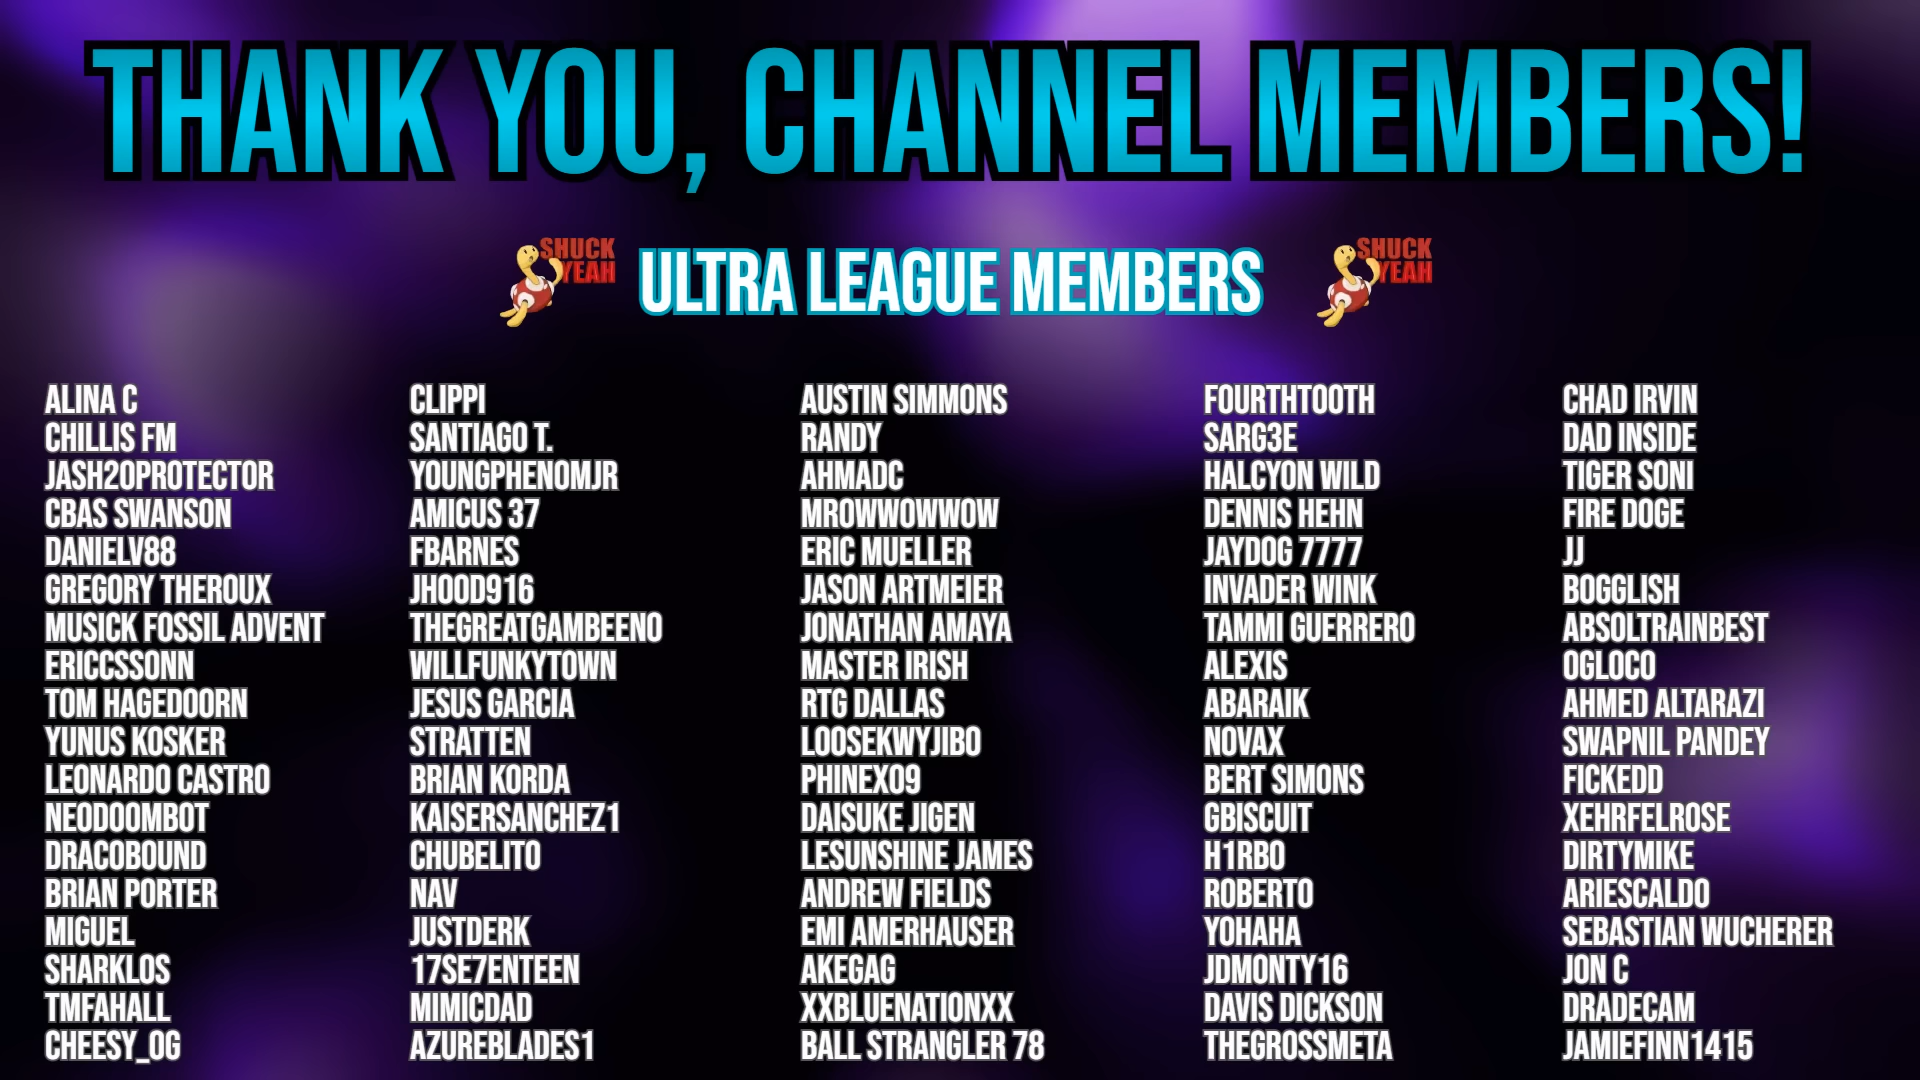 THANK YOU, CHANNEL MEMBERS!
SHUCK
YEAH
ULTRA LEAGUE MEMBERS
SHUCK
YEAH
ALINA C
CHILLIS FM
JASH20PROTECTOR
CBAS SWANSON
DANIELV88
GREGORY THEROUX
MUSICK FOSSIL ADVENT
ERICCSSONN
TOM HAGEDOORN
YUNUS KOSKER
LEONARDO CASTRO
NEODOOMBOT
DRACOBOUND
BRIAN PORTER
MIGUEL
SHARKLOS
TMFAHALL
CHEESY_OG
CLIPPI
SANTIAGO T.
YOUNGPHENOMJR
AMICUS 37
FBARNES
JHOOD916
THEGREATGAMBEENO
WILLFUNKYTOWN
JESUS GARCIA
STRATTEN
BRIAN KORDA
KAISERSANCHEZ1
CHUBELITO
NAV
JUSTDERK
17SE7ENTEEN
MIMICDAD
AZUREBLADES1
AUSTIN SIMMONS
RANDY
AHMADC
MROWWOWWOW
ERIC MUELLER
JASON ARTMEIER
JONATHAN AMAYA
MASTER IRISH
RTG DALLAS
LOOSEKWYJIBO
PHINEX09
DAISUKE JIGEN
LESUNSHINE JAMES
ANDREW FIELDS
EMI AMERHAUSER
AKEGAG
XXBLUENATIONXX
BALL STRANGLER 78
FOURTHTOOTH
SARG3E
HALCYON WILD
DENNIS HEHN
JAYDOG 7777
INVADER WINK
TAMMI GUERRERO
ALEXIS
ABARAIK
NOVAX
BERT SIMONS
GBISCUIT
H1RBO
ROBERTO
YOHAHA
JDMONTY16
DAVIS DICKSON
THEGROSSMETA
CHAD IRVIN
DAD INSIDE
TIGER SONI
FIRE DOGE
JJ
BOGGLISH
ABSOLTRAINBEST
OGLOCO
AHMED ALTARAZI
SWAPNIL PANDEY
FICKEDD
XEHRFELROSE
DIRTYMIKE
ARIESCALDO
SEBASTIAN WUCHERER
JON C
DRADECAM
JAMIEFINN1415